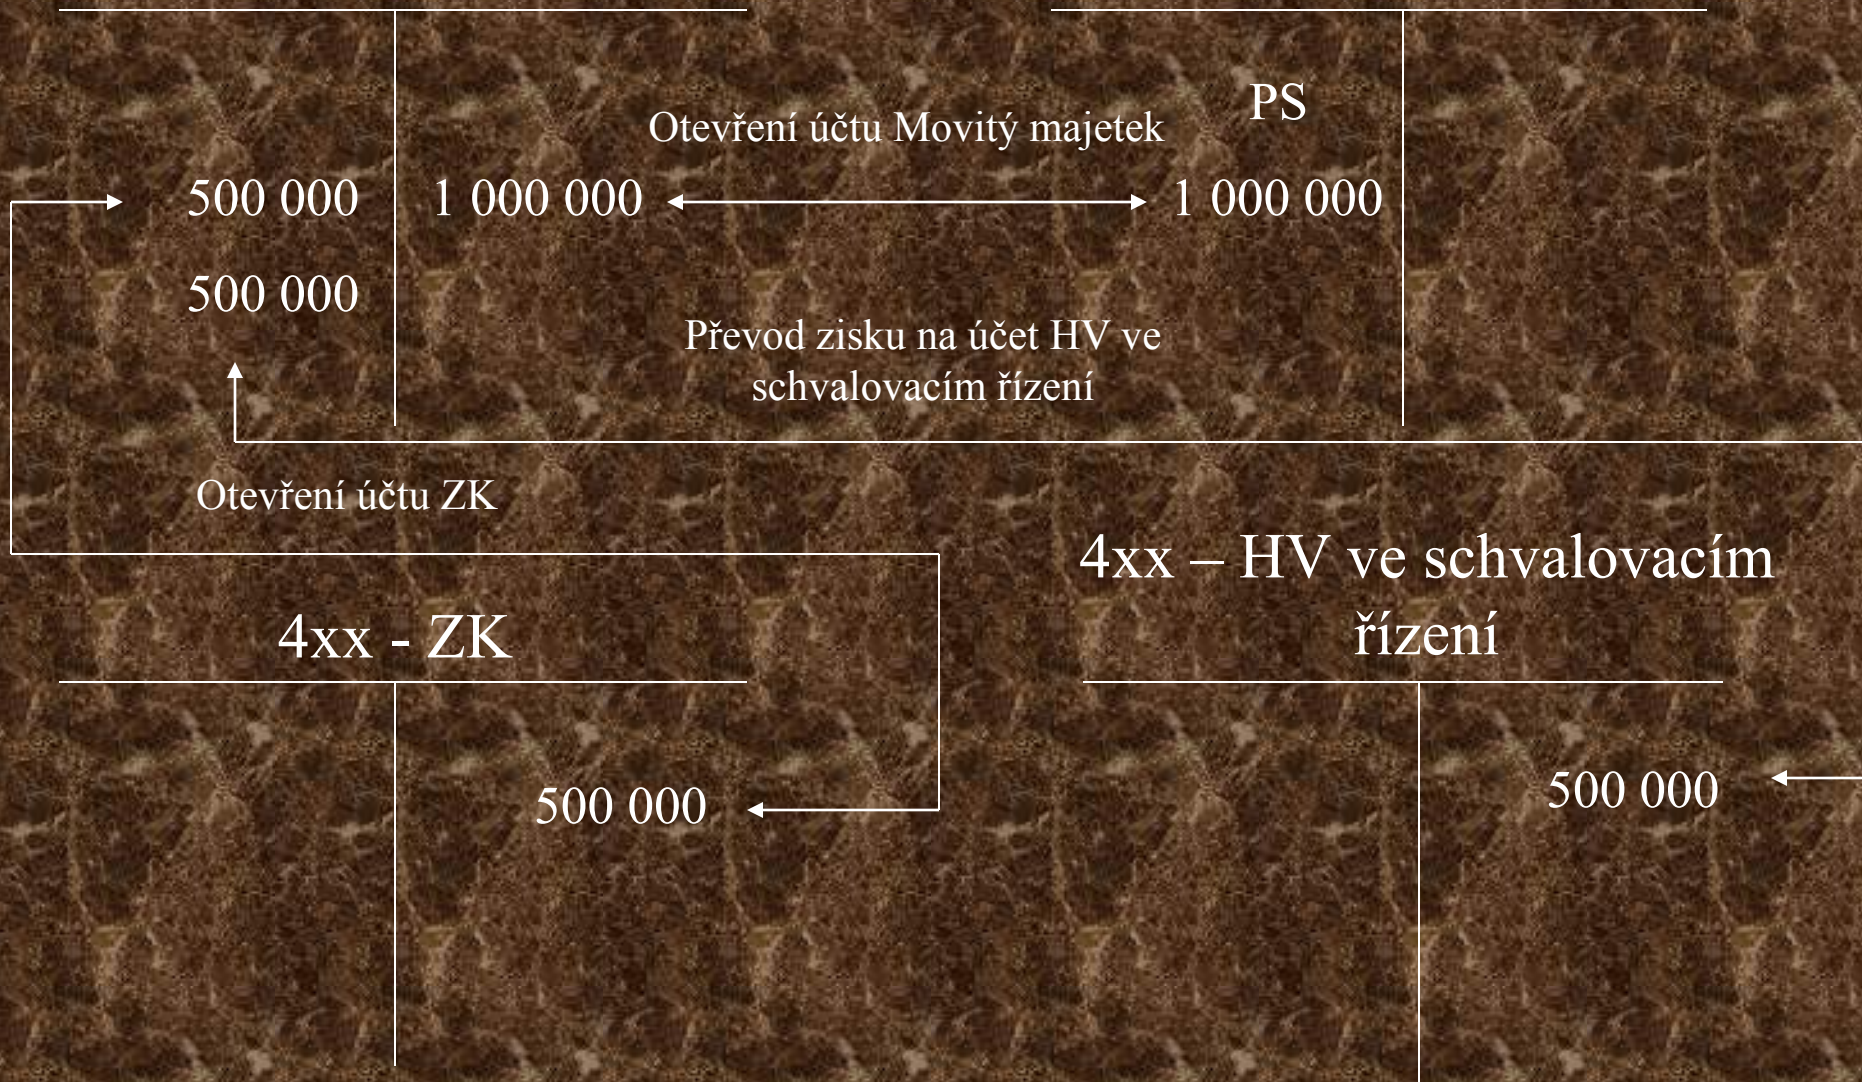 PS
Otevření účtu Movitý majetek
500 000 1 000 000 1 000 000
500 000
Převod zisku na účet HV ve
schvalovacím řízení
Otevření účtu ZK
4xx – HV ve schvalovacím
řízení
4xx - ZK
500 000
500 000